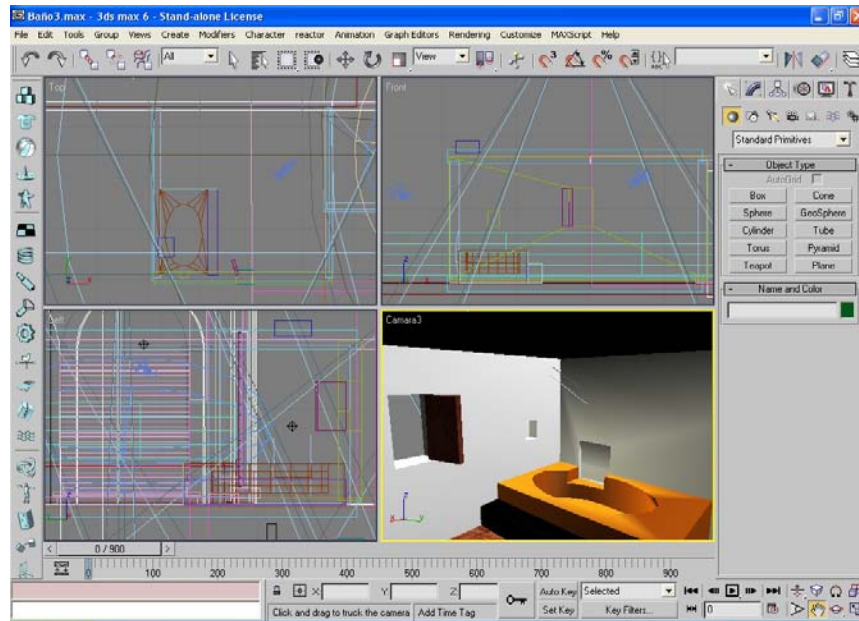 Baño3.max - 3ds max 6 - Stand-alone License
File Edit Tools Group Views Create Modifiers Character reactor Animation Graph Editors Rendering Customize MAXScript Help
All
View
Top
Front
Left
Camara3
Standard Primitives
- Object Type
AutoGrid
Box Cone
Sphere GeoSphere
Cylinder Tube
Torus Pyramid
Teapot Plane
- Name and Color
< 0 / 900 >
0 100 200 300 400 500 600 700 800 900
X Y Z
Auto Key Selected
Click and drag to truck the camera Add Time Tag
Set Key Key Filters... 0